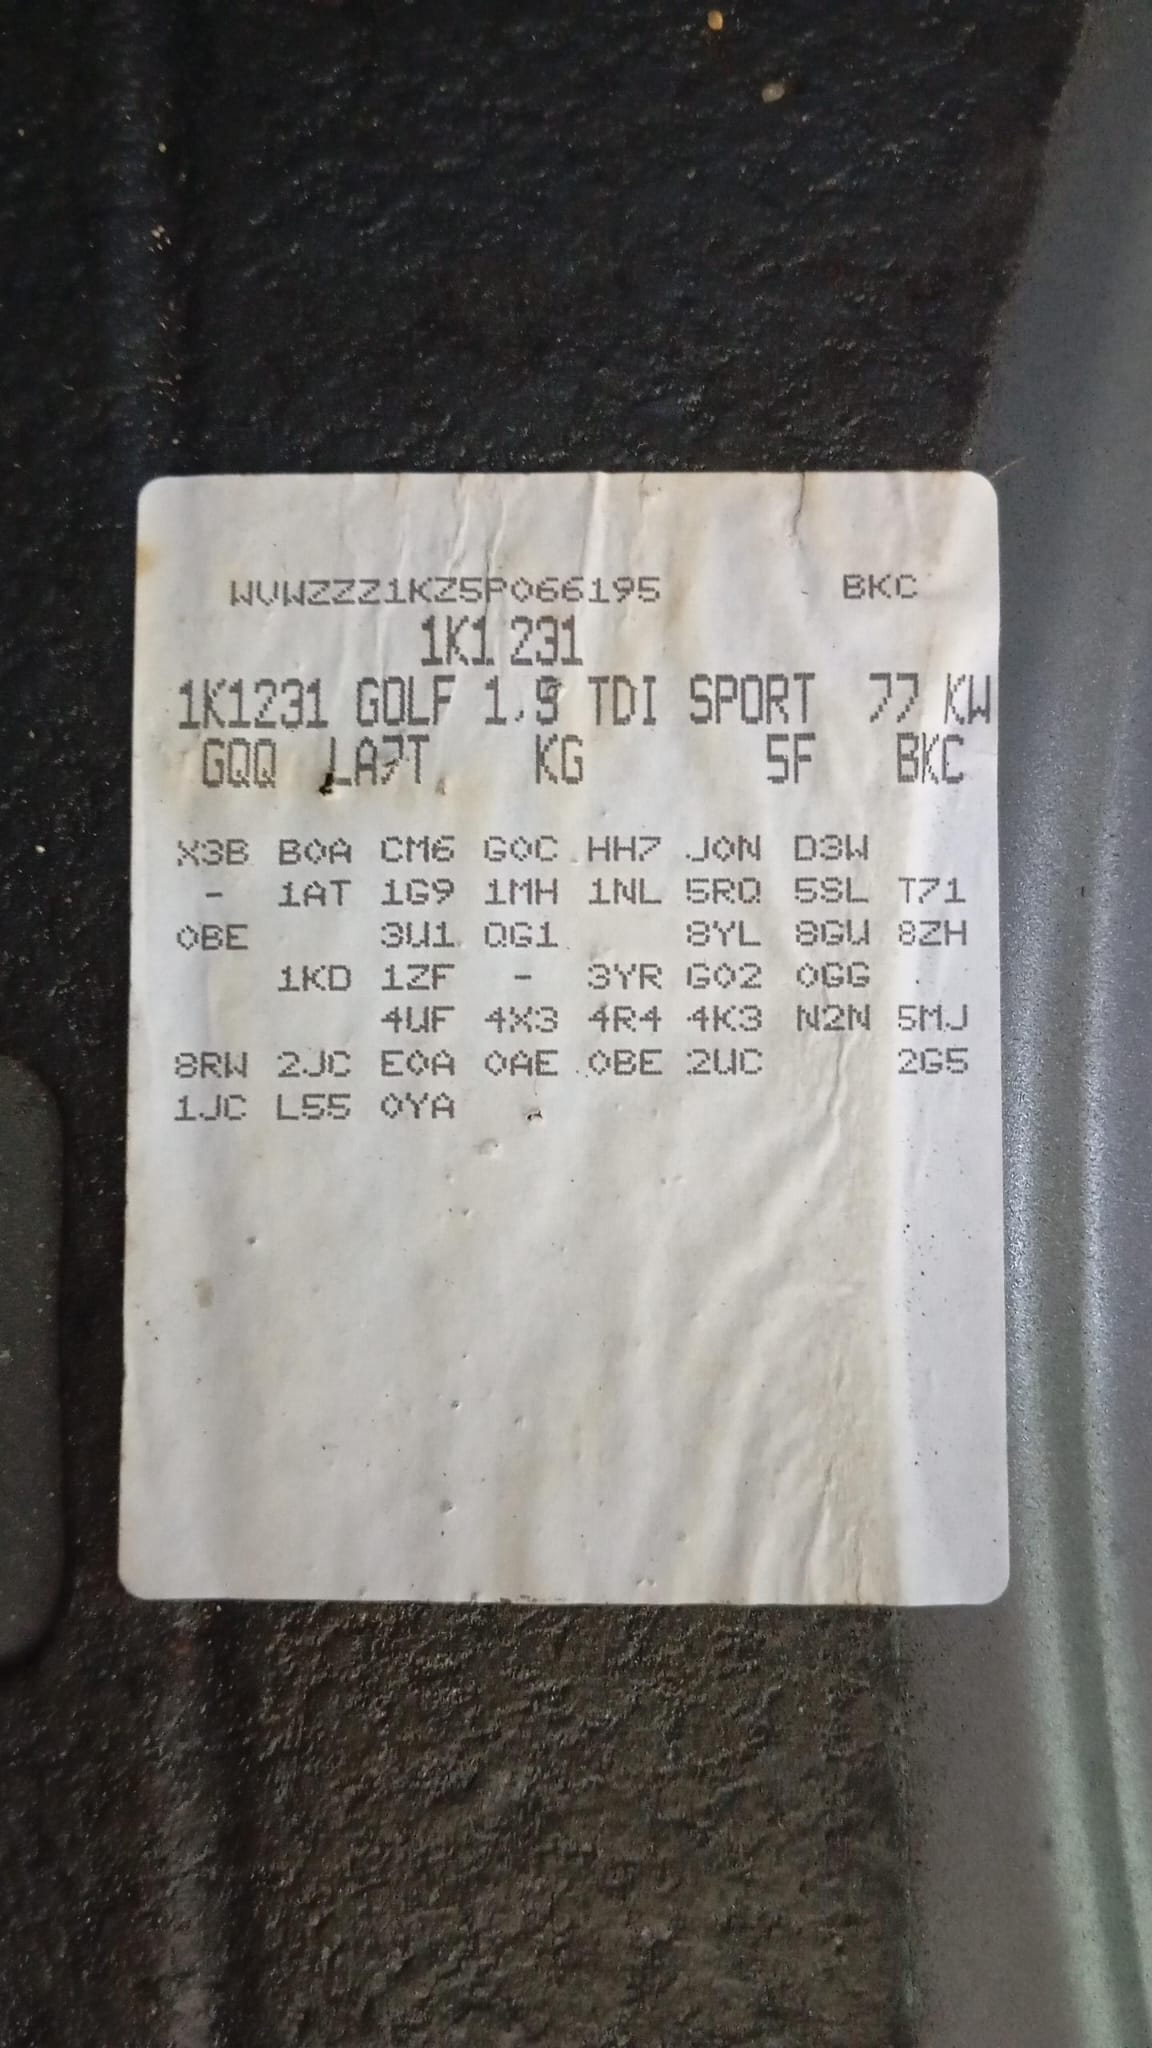 WVWZZZ1KZ5P066195 BKC
1K1 231
1K1231 GOLF 1,9 TDI SPORT 77 KW
GQQ LA7T KG 5F BKC
X3B B0A CM6 G0C HH7 J0N D3W
- 1AT 1G9 1MH 1NL 5RQ 5SL T71
0BE 3U1 QG1 8YL 8GU 8ZH
1KD 1ZF - 3YR G02 0GG
4UF 4X3 4R4 4K3 N2N 5MJ
8RW 2JC E0A 0AE 0BE 2UC 2G5
1JC L55 0YA